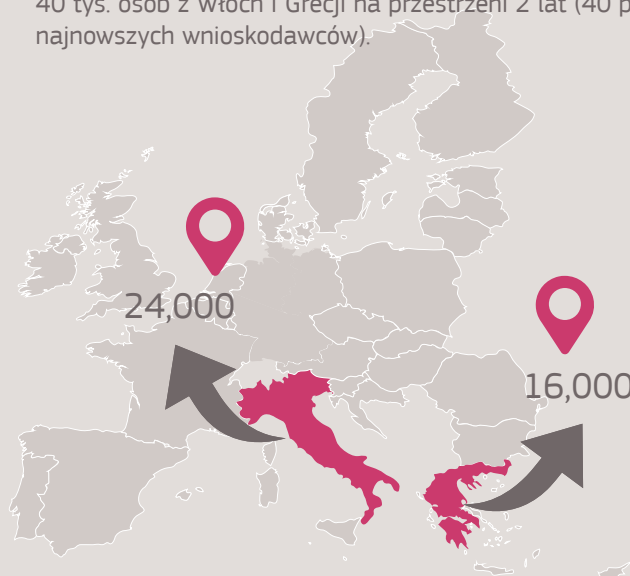 40 tys. osób z Włoch i Grecji na przestrzeni 2 lat (40 p
najnowszych wnioskodawców).
24,000
16,000